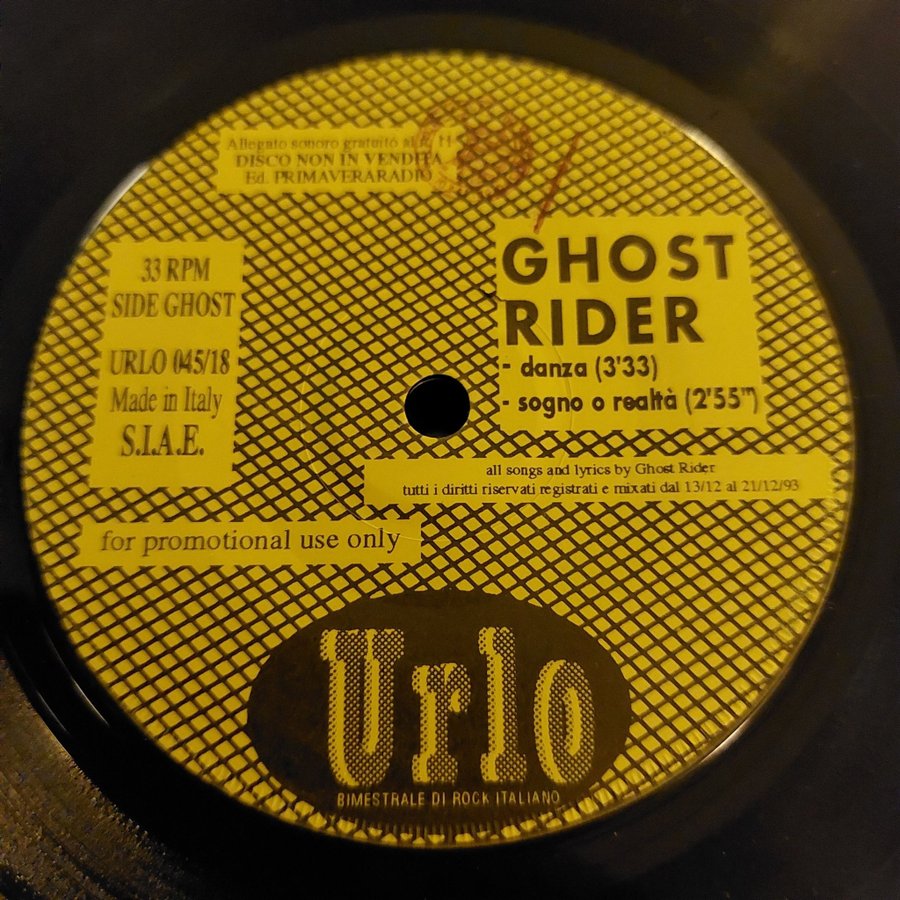 Allegato sonoro gratuito al n. 11
DISCO NON IN VENDITA
Ed. PRIMAVERARADIO
33 RPM
SIDE GHOST
URLO 045/18
Made in Italy
S.I.A.E.
GHOST
RIDER
- danza (3'33)
- sogno o realtà (2'55")
all songs and lyrics by Ghost Rider
tutti i diritti riservati registrati e mixati dal 13/12 al 21/12/93
for promotional use only
Urlo
BIMESTRALE DI ROCK ITALIANO